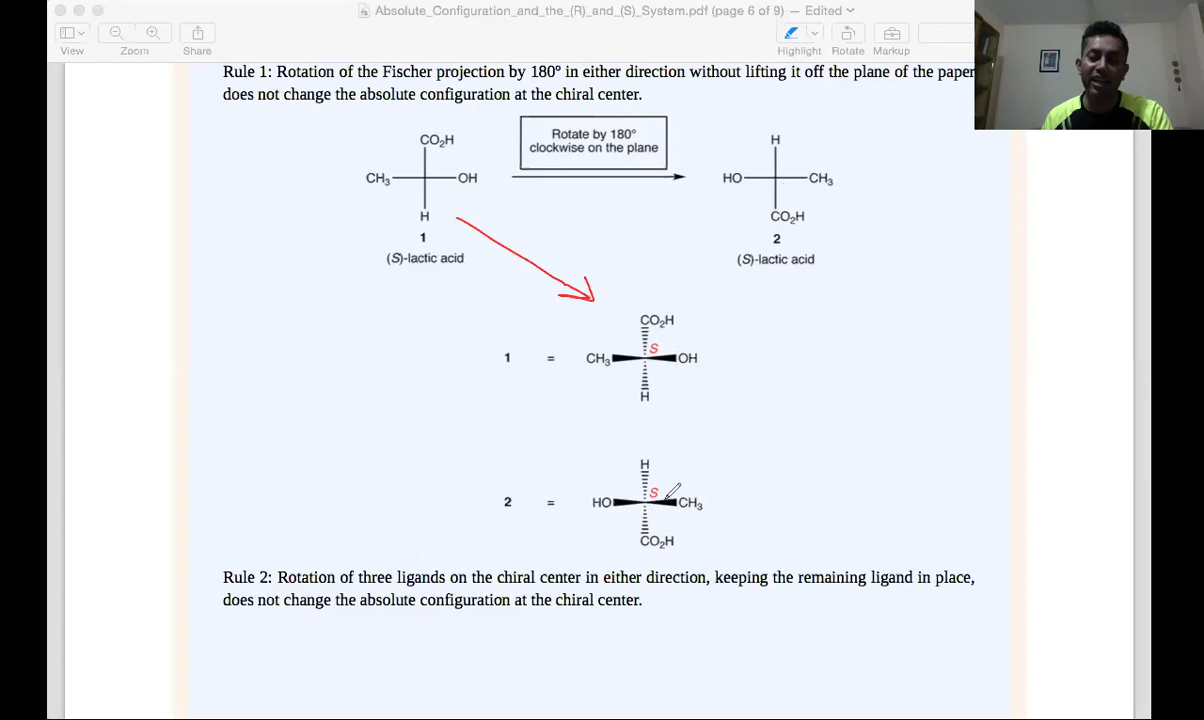 Absolute_Configuration_and_the_(R)_and_(S)_System.pdf (page 6 of 9) — Edited
View Zoom Share Highlight Rotate Markup
Rule 1: Rotation of the Fischer projection by 180º in either direction without lifting it off the plane of the paper
does not change the absolute configuration at the chiral center.
CO₂H
CH₃ OH
H
1
(S)-lactic acid
Rotate by 180°
clockwise on the plane
H
HO CH₃
CO₂H
2
(S)-lactic acid
CO₂H
S
1 = CH₃ OH
H
H
S
2 = HO CH₃
CO₂H
Rule 2: Rotation of three ligands on the chiral center in either direction, keeping the remaining ligand in place,
does not change the absolute configuration at the chiral center.